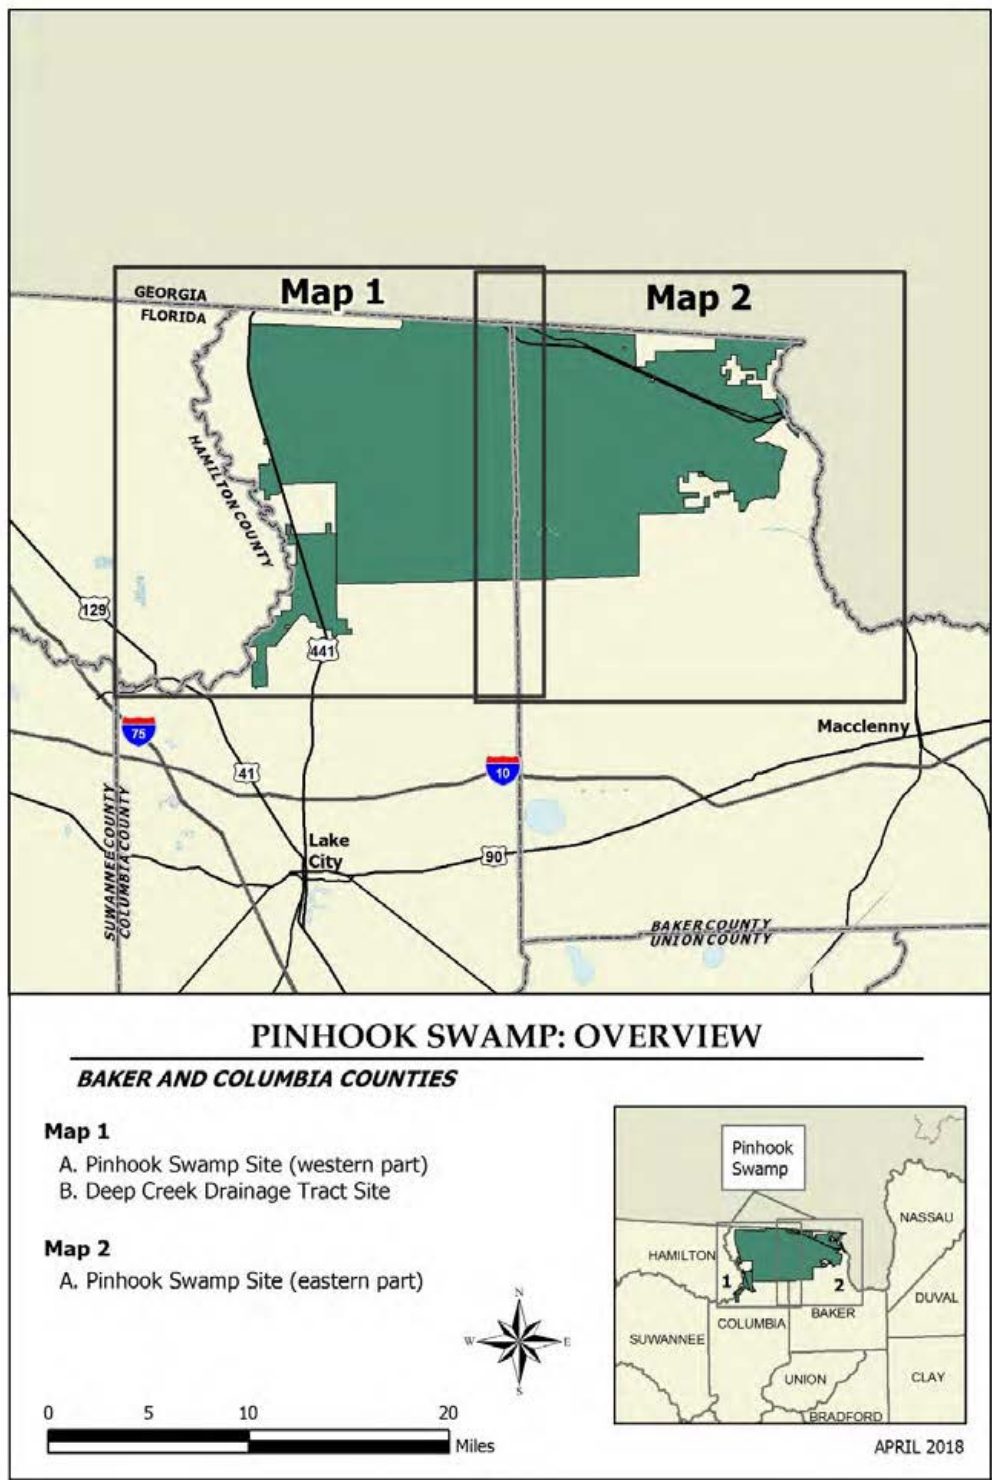 Map 1
Map 2
GEORGIA
FLORIDA
HAMILTON COUNTY
129
441
75
Macclenny
41
10
Lake
City
90
SUWANNEE COUNTY
COLUMBIA COUNTY
BAKER COUNTY
UNION COUNTY
PINHOOK SWAMP: OVERVIEW
BAKER AND COLUMBIA COUNTIES
Map 1
A. Pinhook Swamp Site (western part)
B. Deep Creek Drainage Tract Site
Map 2
A. Pinhook Swamp Site (eastern part)
N
W
E
S
0 5 10 20
Miles
Pinhook
Swamp
NASSAU
HAMILTON
1
2
DUVAL
COLUMBIA
BAKER
SUWANNEE
UNION
CLAY
BRADFORD
APRIL 2018